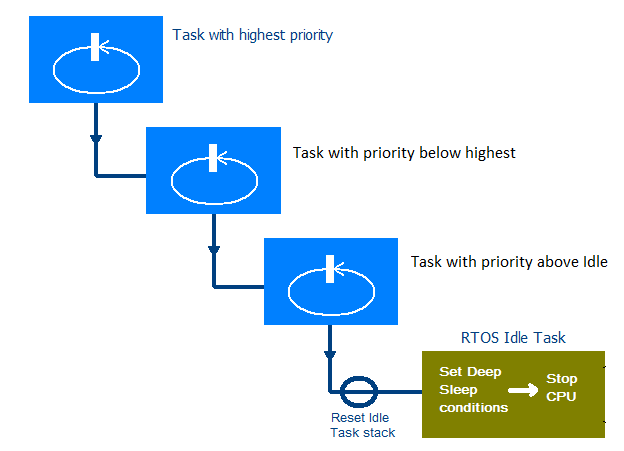 Task with highest priority
Task with priority below highest
Task with priority above Idle
RTOS Idle Task
Set Deep
Sleep
conditions
Stop
CPU
Reset Idle
Task stack